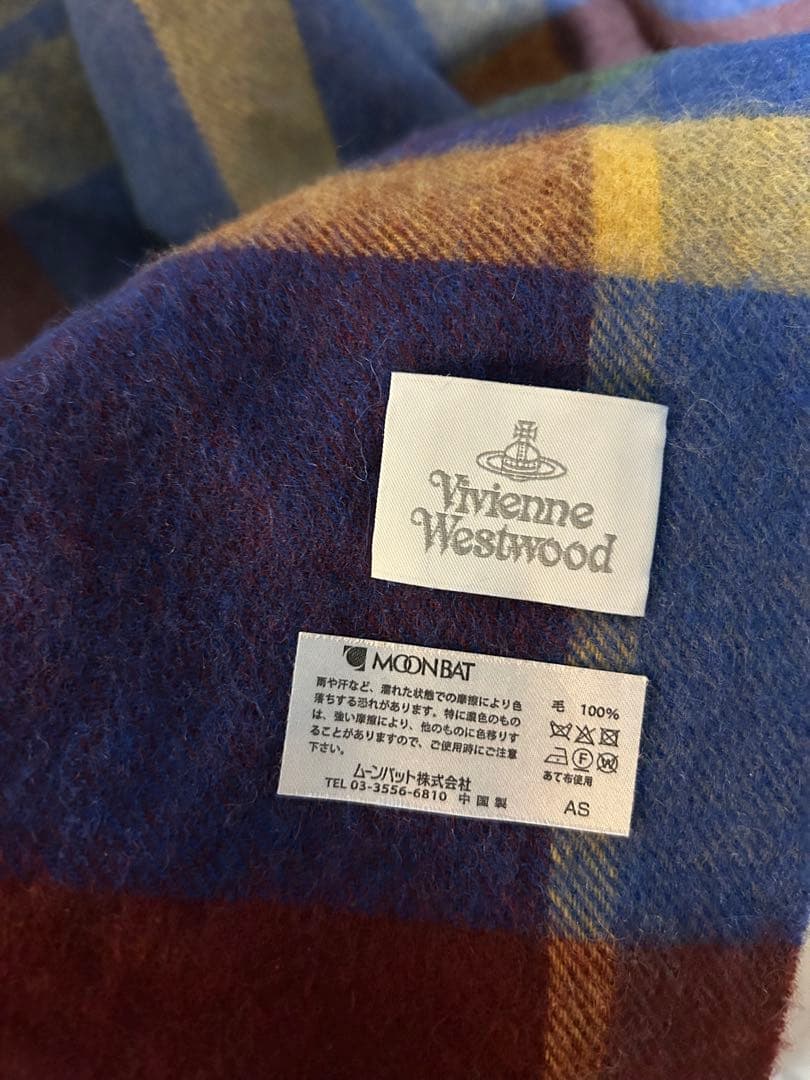 Vivienne
Westwood
MOONBAT
雨や汗など、濡れた状態での摩擦により色
落ちする恐れがあります。特に濃色のもの
は、強い摩擦により、他のものに色移りす
ることがありますので、ご使用時にご注意
下さい。
ムーンバット株式会社
TEL 03-3556-6810 中国製
毛 100%
F W
あて布使用
AS